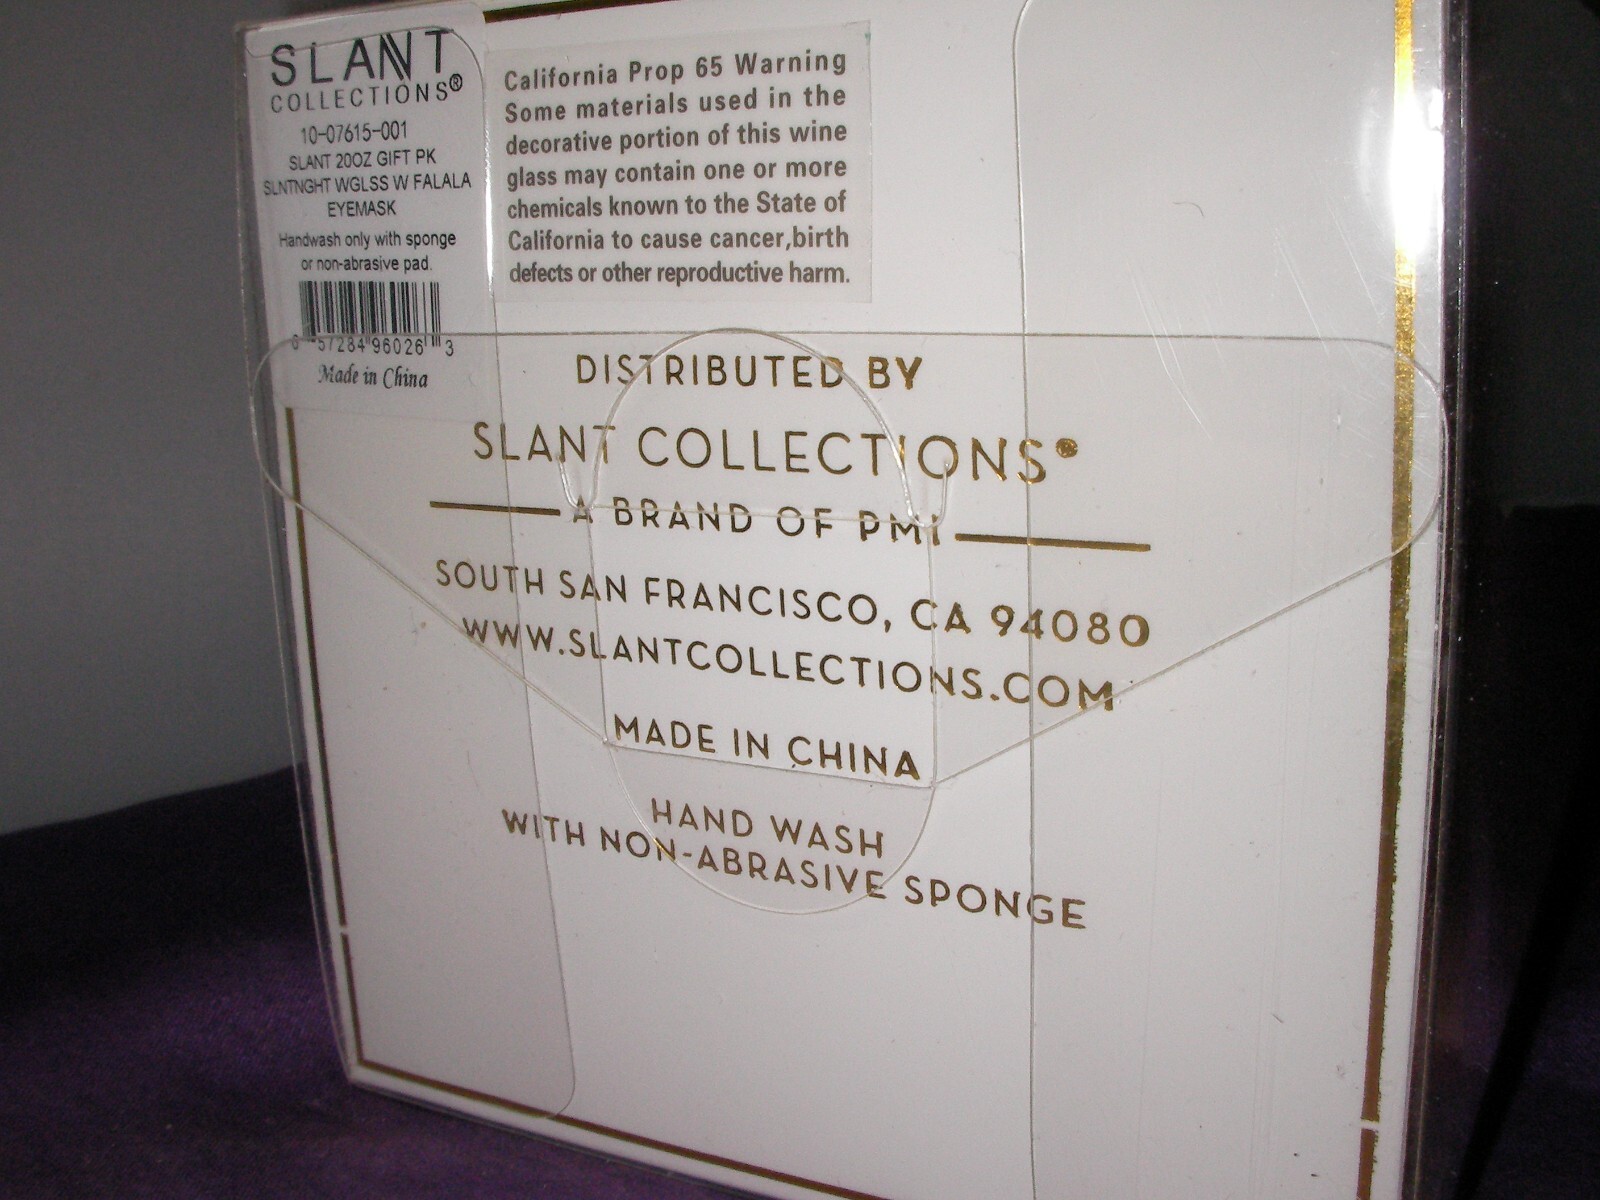 SLANT
COLLECTIONS®
10-07615-001
SLANT 20OZ GIFT PK
SLNTNGHT WGLSS W FALALA
EYEMASK
Handwash only with sponge
or non-abrasive pad.
6 57284 96026 3
Made in China
California Prop 65 Warning
Some materials used in the
decorative portion of this wine
glass may contain one or more
chemicals known to the State of
California to cause cancer,birth
defects or other reproductive harm.
DISTRIBUTED BY
SLANT COLLECTIONS®
A BRAND OF PMI
SOUTH SAN FRANCISCO, CA 94080
WWW.SLANTCOLLECTIONS.COM
MADE IN CHINA
HAND WASH
WITH NON-ABRASIVE SPONGE